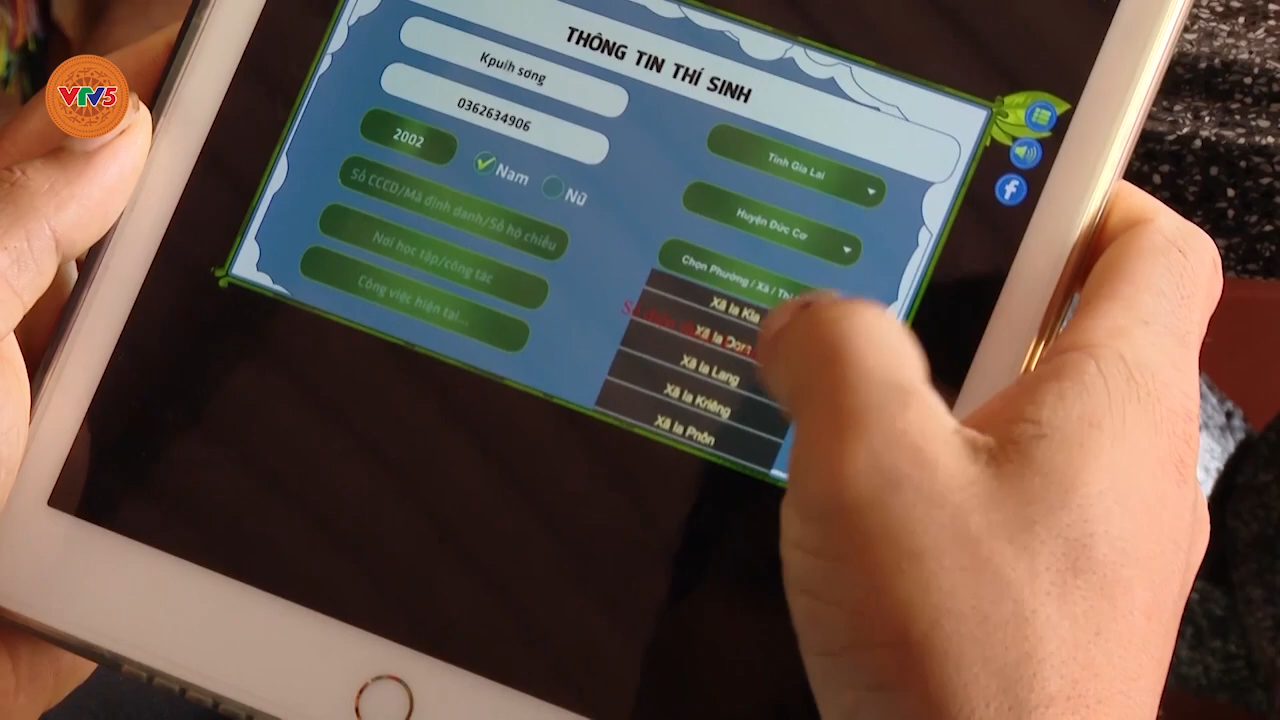 VTV5
THÔNG TIN THÍ SINH
Kpuih sơng
0362634906
2002
Nam
Nữ
Số CCCD/Mã định danh/Số hộ chiếu
Nơi học tập/công tác
Công việc hiện tại...
Tỉnh Gia Lai
Huyện Đức Cơ
Chọn Phường / Xã /
Xã Ia Kla
Xã Ia Dom
Xã Ia Lang
Xã Ia Kriêng
Xã Ia Pnôn